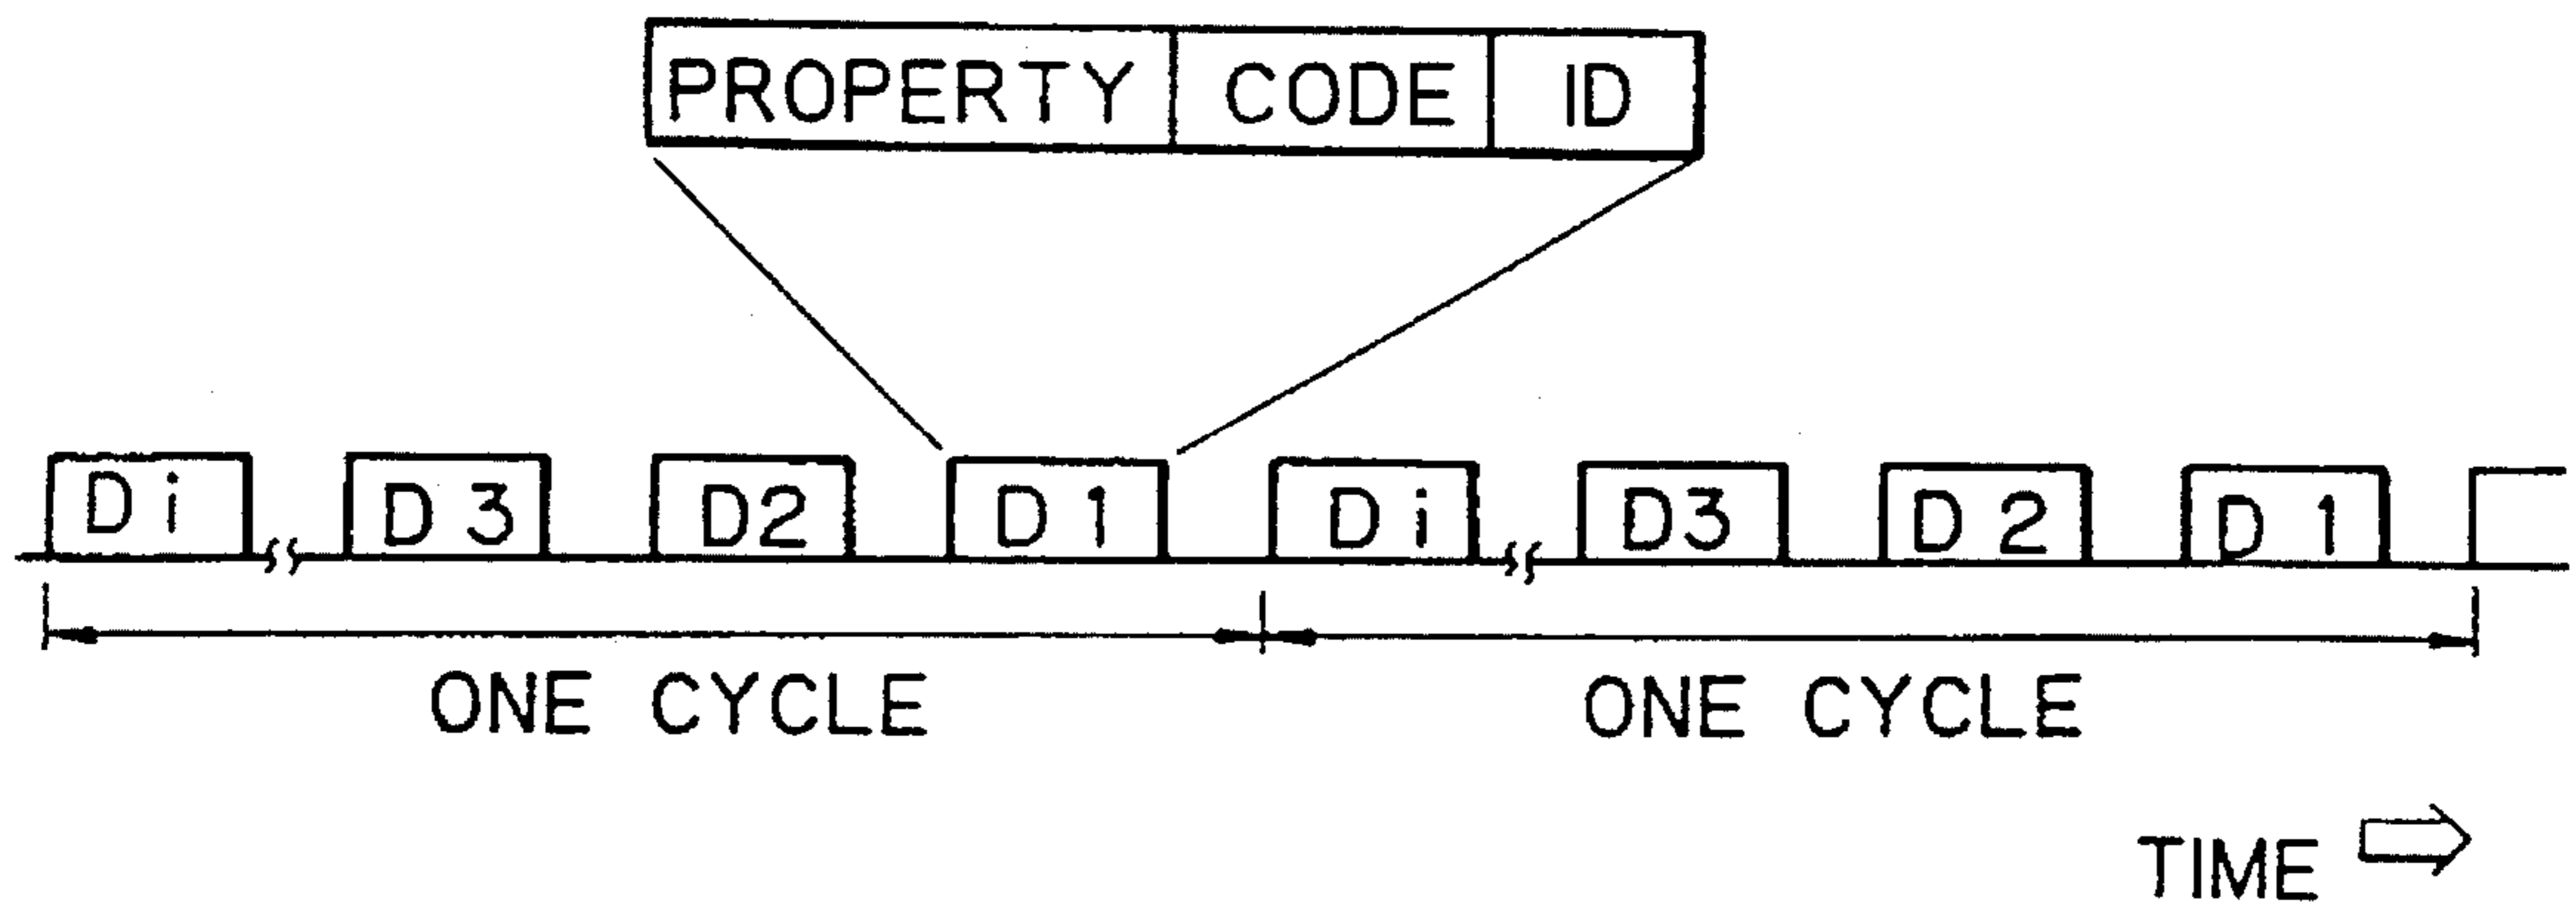 PROPERTY CODE ID
Di D3 D2 D1 Di D3 D2 D1
ONE CYCLE ONE CYCLE
TIME